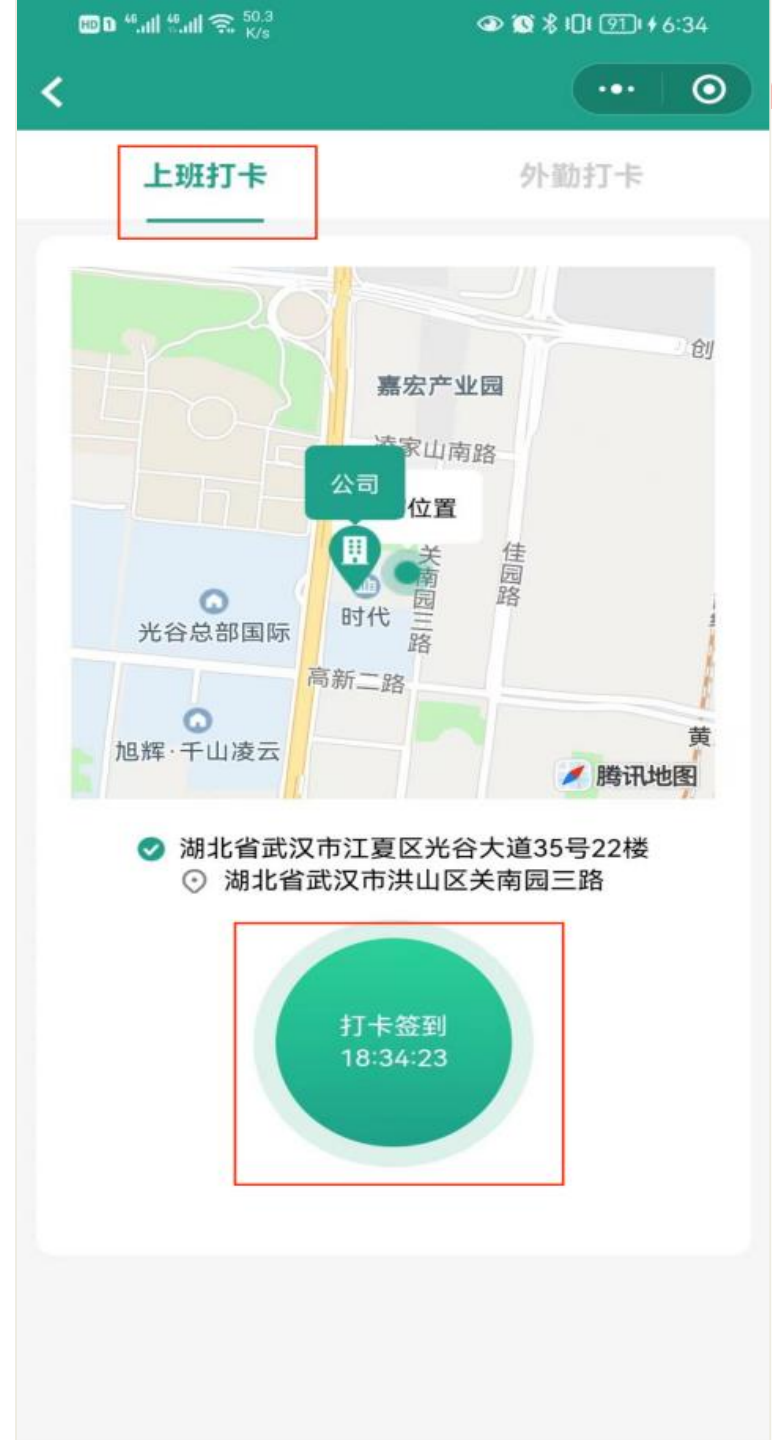 HD 1 4G 4G 50.3 K/s 91 6:34
上班打卡 外勤打卡
创
嘉宏产业园
凌家山南路
公司
位置
关南园三路
佳园路
时代
光谷总部国际
高新二路
旭辉·千山凌云
黄
腾讯地图
湖北省武汉市江夏区光谷大道35号22楼
湖北省武汉市洪山区关南园三路
打卡签到
18:34:23